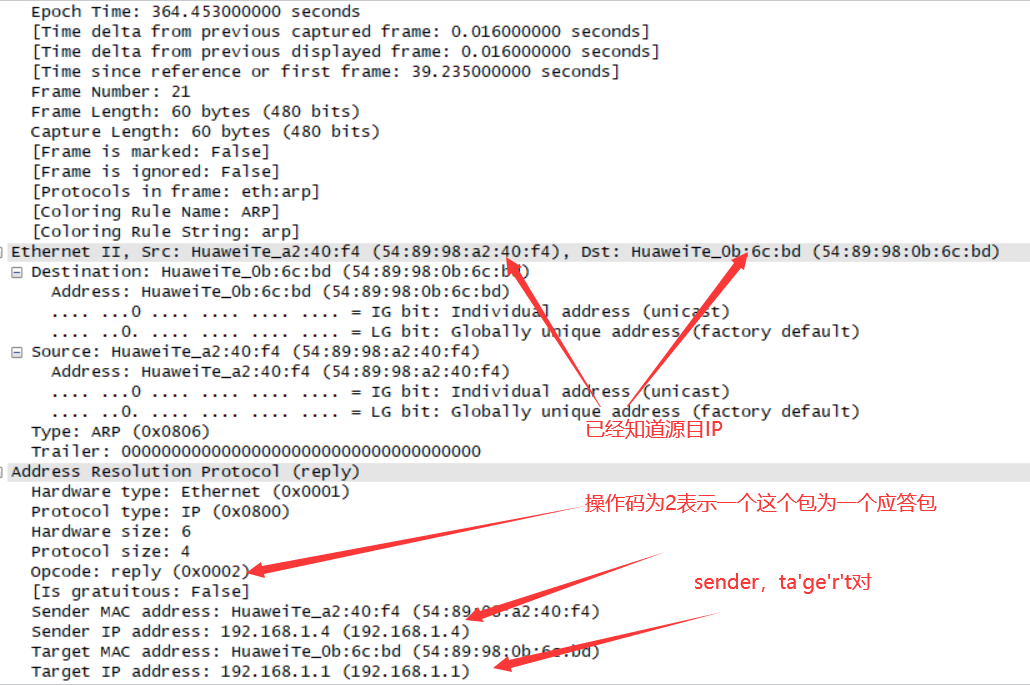 Epoch Time: 364.453000000 seconds
[Time delta from previous captured frame: 0.016000000 seconds]
[Time delta from previous displayed frame: 0.016000000 seconds]
[Time since reference or first frame: 39.235000000 seconds]
Frame Number: 21
Frame Length: 60 bytes (480 bits)
Capture Length: 60 bytes (480 bits)
[Frame is marked: False]
[Frame is ignored: False]
[Protocols in frame: eth:arp]
[Coloring Rule Name: ARP]
[Coloring Rule String: arp]
Ethernet II, Src: HuaweiTe_a2:40:f4 (54:89:98:a2:40:f4), Dst: HuaweiTe_0b:6c:bd (54:89:98:0b:6c:bd)
Destination: HuaweiTe_0b:6c:bd (54:89:98:0b:6c:bd)
Address: HuaweiTe_0b:6c:bd (54:89:98:0b:6c:bd)
.... ...0 .... .... .... .... = IG bit: Individual address (unicast)
.... ..0. .... .... .... .... = LG bit: Globally unique address (factory default)
Source: HuaweiTe_a2:40:f4 (54:89:98:a2:40:f4)
Address: HuaweiTe_a2:40:f4 (54:89:98:a2:40:f4)
.... ...0 .... .... .... .... = IG bit: Individual address (unicast)
.... ..0. .... .... .... .... = LG bit: Globally unique address (factory default)
已经知道源目IP
Type: ARP (0x0806)
Trailer: 000000000000000000000000000000000000
Address Resolution Protocol (reply)
Hardware type: Ethernet (0x0001)
操作码为2表示一个这个包为一个应答包
Protocol type: IP (0x0800)
Hardware size: 6
Protocol size: 4
Opcode: reply (0x0002)
sender，ta'ge'r't对
[Is gratuitous: False]
Sender MAC address: HuaweiTe_a2:40:f4 (54:89:98:a2:40:f4)
Sender IP address: 192.168.1.4 (192.168.1.4)
Target MAC address: HuaweiTe_0b:6c:bd (54:89:98:0b:6c:bd)
Target IP address: 192.168.1.1 (192.168.1.1)